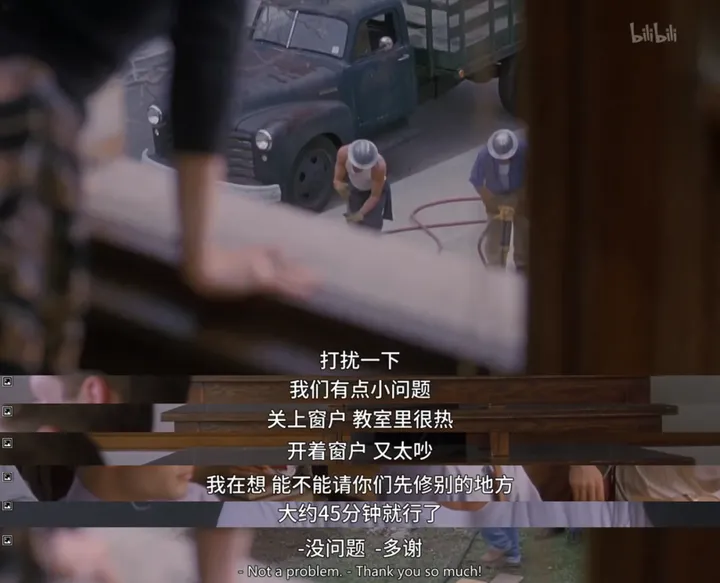 bilibili
打扰一下
我们有点小问题
关上窗户 教室里很热
开着窗户 又太吵
我在想 能不能请你们先修别的地方
大约45分钟就行了
-没问题 -多谢
- Not a problem. - Thank you so much!